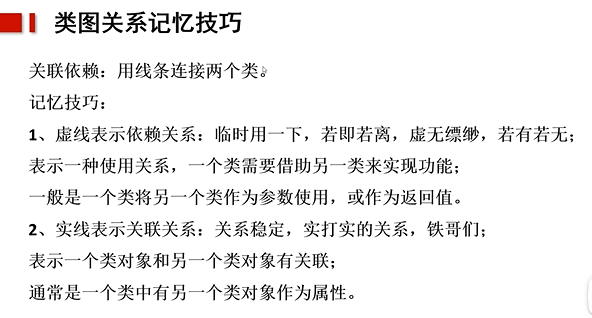 类图关系记忆技巧
关联依赖：用线条连接两个类。
记忆技巧：
1、虚线表示依赖关系：临时用一下，若即若离，虚无缥缈，若有若无；
表示一种使用关系，一个类需要借助另一类来实现功能；
一般是一个类将另一个类作为参数使用，或作为返回值。
2、实线表示关联关系：关系稳定，实打实的关系，铁哥们；
表示一个类对象和另一个类对象有关联；
通常是一个类中有另一个类对象作为属性。